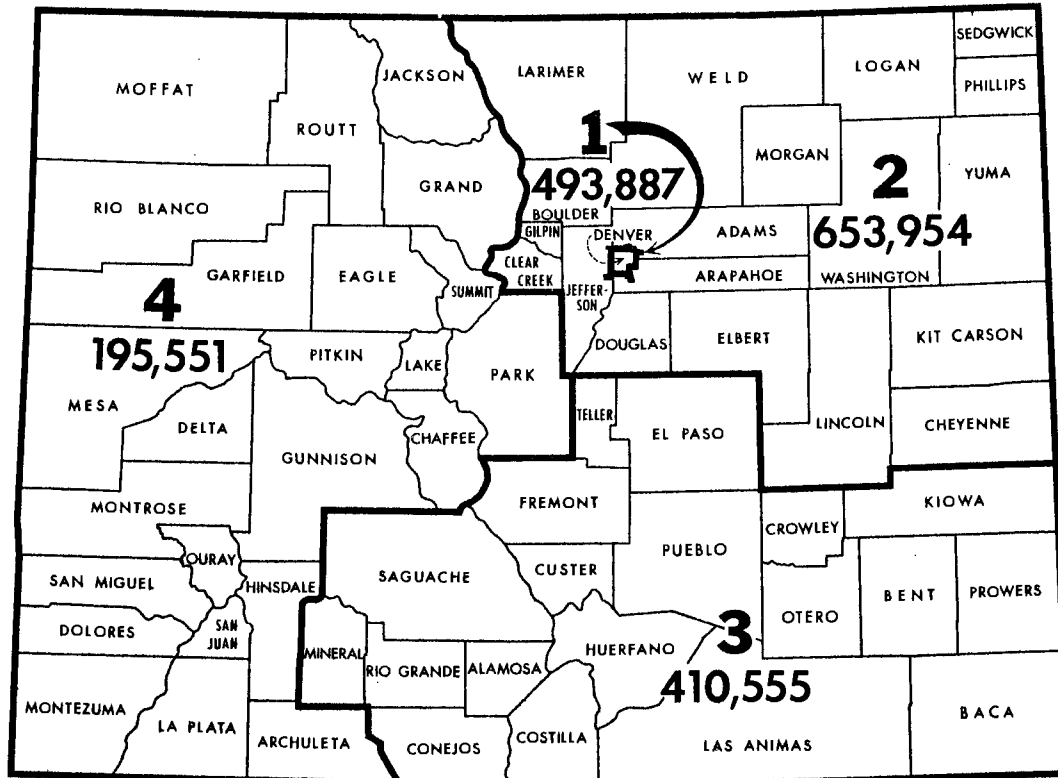 SEDGWICK
LOGAN
JACKSON
LARIMER
WELD
MOFFAT
PHILLIPS
ROUTT
1
MORGAN
2
YUMA
GRAND
493,887
RIO BLANCO
BOULDER
GILPIN
DENVER
ADAMS
653,954
CLEAR
CREEK
GARFIELD
EAGLE
ARAPAHOE
WASHINGTON
SUMMIT
JEFFER-
SON
4
195,551
PITKIN
LAKE
PARK
DOUGLAS
ELBERT
KIT CARSON
MESA
DELTA
TELLER
CHAFFEE
EL PASO
LINCOLN
CHEYENNE
GUNNISON
MONTROSE
FREMONT
KIOWA
CROWLEY
OURAY
PUEBLO
SAN MIGUEL
HINSDALE
SAGUACHE
CUSTER
BENT
PROWERS
OTERO
DOLORES
SAN
JUAN
3
MINERAL
RIO GRANDE
ALAMOSA
HUERFANO
410,555
MONTEZUMA
LA PLATA
ARCHULETA
CONEJOS
COSTILLA
LAS ANIMAS
BACA